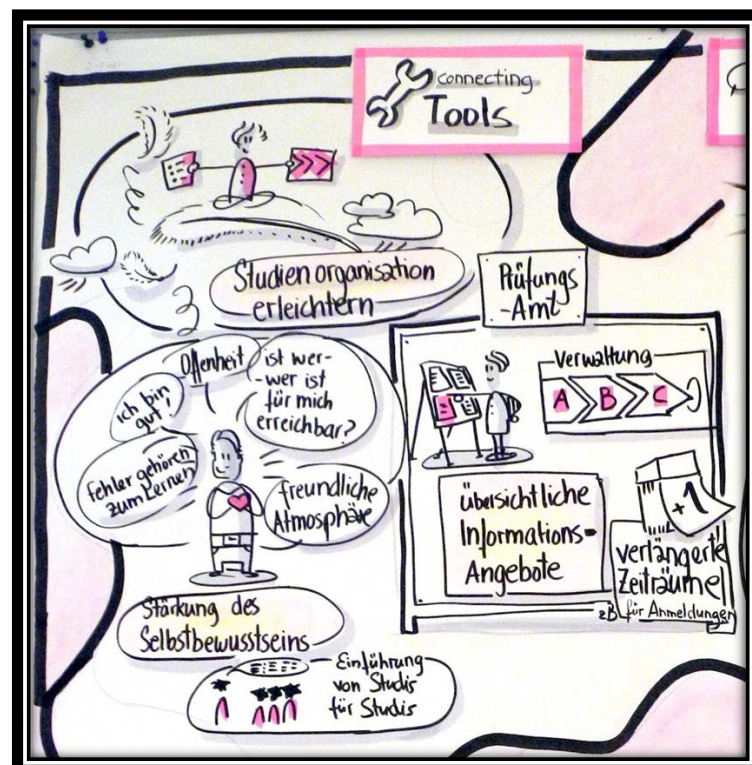 connecting
Tools
Studienorganisation
erleichtern
Prüfungs
-Amt
Offenheit
ist wer-
-wer ist
für mich
erreichbar?
ich bin
gut!
fehler gehören
zum Lernen
freundliche
Atmosphäre
Verwaltung
A B C
übersichtliche
Informations-
Angebote
+1
verlängerte
Zeiträume
zB für Anmeldungen
Stärkung des
Selbstbewusstseins
Einführung
von Studis
für Studis